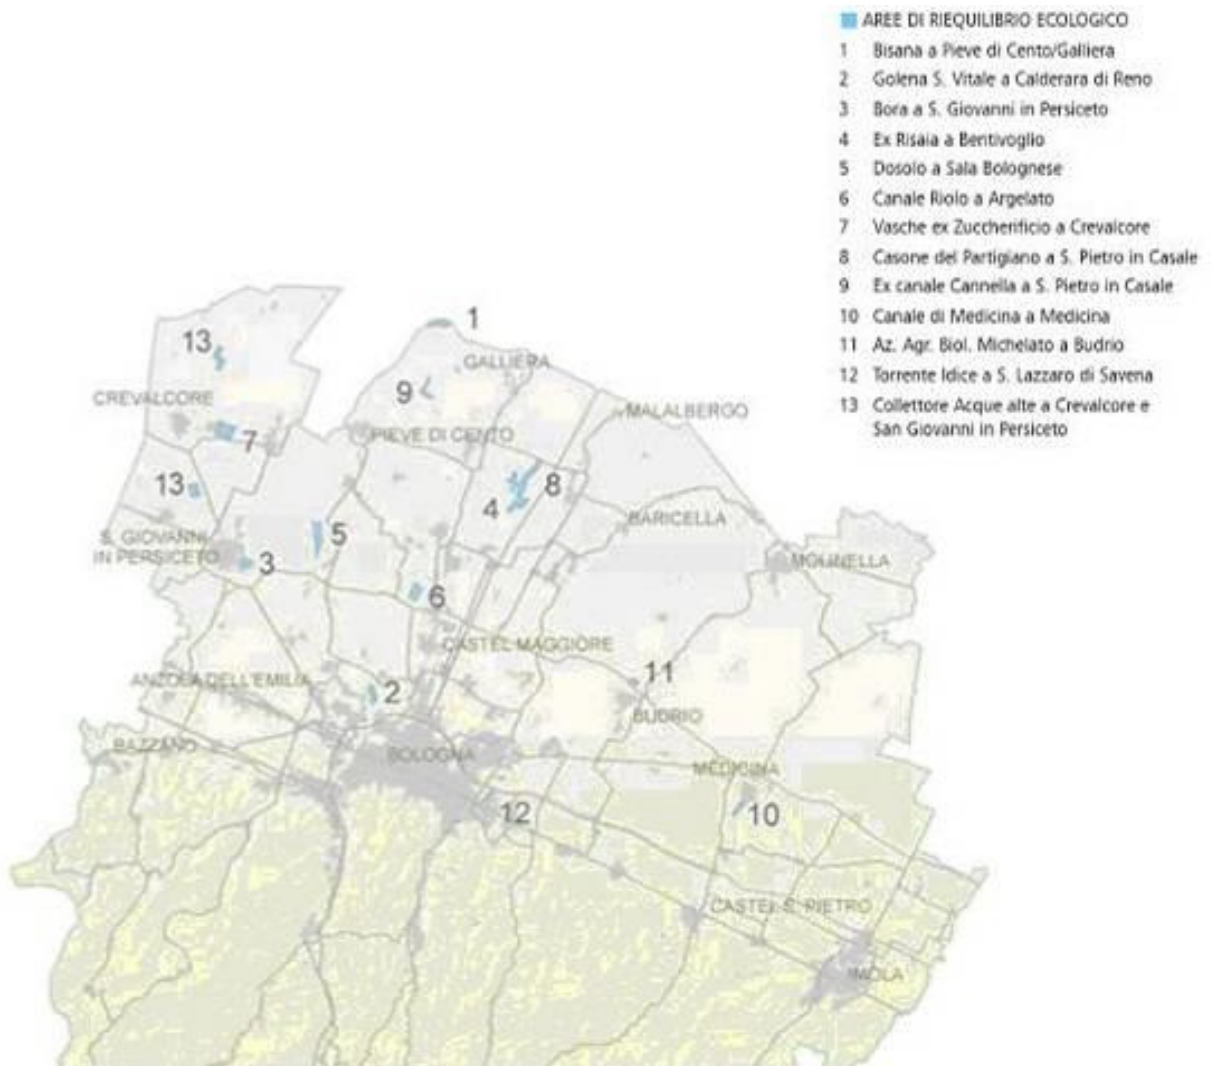 AREE DI RIEQUILIBRIO ECOLOGICO
1 Bisana a Pieve di Cento/Galliera
2 Golena S. Vitale a Calderara di Reno
3 Bora a S. Giovanni in Persiceto
4 Ex Risaia a Bentivoglio
5 Dosolo a Sala Bolognese
6 Canale Riolo a Argelato
7 Vasche ex Zuccherificio a Crevalcore
8 Casone del Partigiano a S. Pietro in Casale
9 Ex canale Cannella a S. Pietro in Casale
10 Canale di Medicina a Medicina
11 Az. Agr. Biol. Michelato a Budrio
12 Torrente Idice a S. Lazzaro di Savena
13 Collettore Acque alte a Crevalcore e
San Giovanni in Persiceto
1
13
GALLIERA
9
CREVALCORE
MALALBERGO
7
PIEVE DI CENTO
13
8
4
BARICELLA
5
S. GIOVANNI
IN PERSICETO
3
MOLINELLA
6
CASTEL MAGGIORE
11
ANZOLA DELL'EMILIA
2
BUDRIO
BAZZANO
BOLOGNA
MEDICINA
12
10
CASTEL S. PIETRO
IMOLA